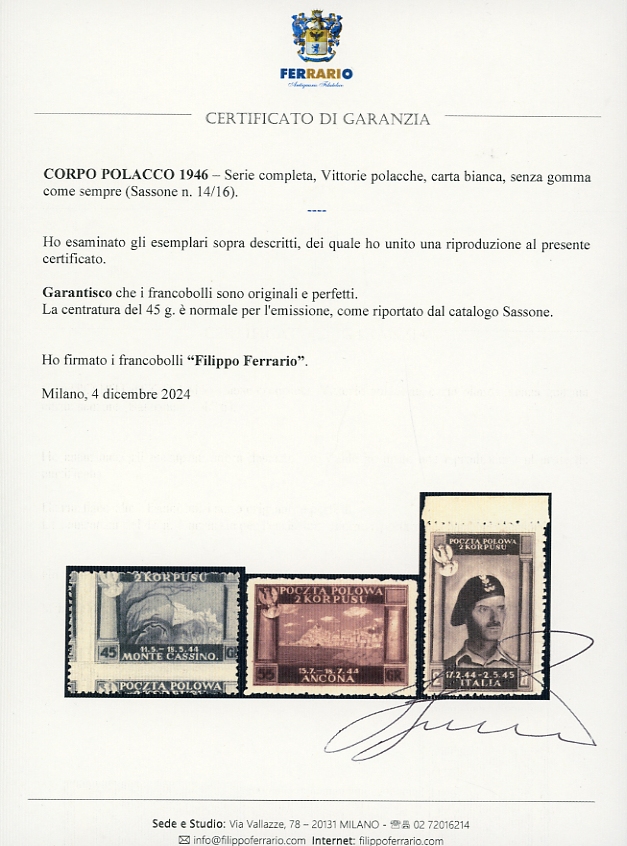 FERRARIO
Antiquariato Filatelico
CERTIFICATO DI GARANZIA
CORPO POLACCO 1946 – Serie completa, Vittorie polacche, carta bianca, senza gomma
come sempre (Sassone n. 14/16).
----
Ho esaminato gli esemplari sopra descritti, dei quale ho unito una riproduzione al presente
certificato.
Garantisco che i francobolli sono originali e perfetti.
La centratura del 45 g. è normale per l'emissione, come riportato dal catalogo Sassone.
Ho firmato i francobolli “Filippo Ferrario”.
Milano, 4 dicembre 2024
2 KORPUSU
45 11.5.– 18.5.44 GR
MONTE CASSINO.
POCZTA POLOWA
POCZTA POLOWA
2 KORPUSU
55 15.7.– 18.7.44 GR.
ANCONA
POCZTA POLOWA
2 KORPUSU
17.2.44-2.5.45
ITALIA
Sede e Studio: Via Vallazze, 78 – 20131 MILANO - 02 72016214
info@filippoferrario.com Internet: filippoferrario.com